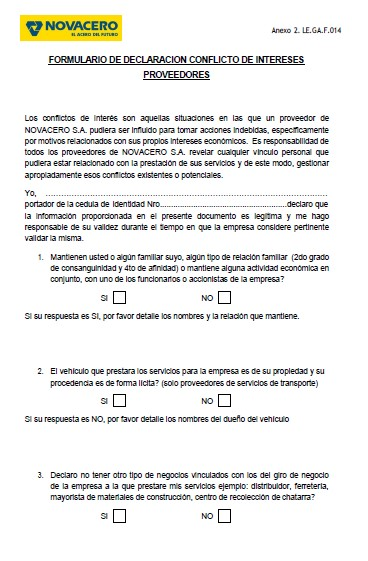 NOVACERO
EL ACERO DEL FUTURO
Anexo 2. LE.GA.F.014
FORMULARIO DE DECLARACION CONFLICTO DE INTERESES
PROVEEDORES
Los conflictos de interés son aquellas situaciones en las que un proveedor de
NOVACERO S.A. pudiera ser influido para tomar acciones indebidas, específicamente
por motivos relacionados con sus propios intereses económicos. Es responsabilidad de
todos los proveedores de NOVACERO S.A. revelar cualquier vínculo personal que
pudiera estar relacionado con la prestación de sus servicios y de este modo, gestionar
apropiadamente esos conflictos existentes o potenciales.
Yo, ................................................................................................................
portador de la cedula de Identidad Nro.......................................................declaro que
la información proporcionada en el presente documento es legítima y me hago
responsable de su validez durante el tiempo en que la empresa considere pertinente
validar la misma.
1. Mantienen usted o algún familiar suyo, algún tipo de relación familiar (2do grado
de consanguinidad y 4to de afinidad) o mantiene alguna actividad económica en
conjunto, con uno de los funcionarios o accionistas de la empresa?
SI NO
Si su respuesta es SI, por favor detalle los nombres y la relación que mantiene.
2. El vehículo que prestara los servicios para la empresa es de su propiedad y su
procedencia es de forma lícita? (solo proveedores de servicios de transporte)
SI NO
Si su respuesta es NO, por favor detalle los nombres del dueño del vehículo
3. Declaro no tener otro tipo de negocios vinculados con los del giro de negocio
de la empresa a la que prestare mis servicios ejemplo: distribuidor, ferretería,
mayorista de materiales de construcción, centro de recolección de chatarra?
SI NO